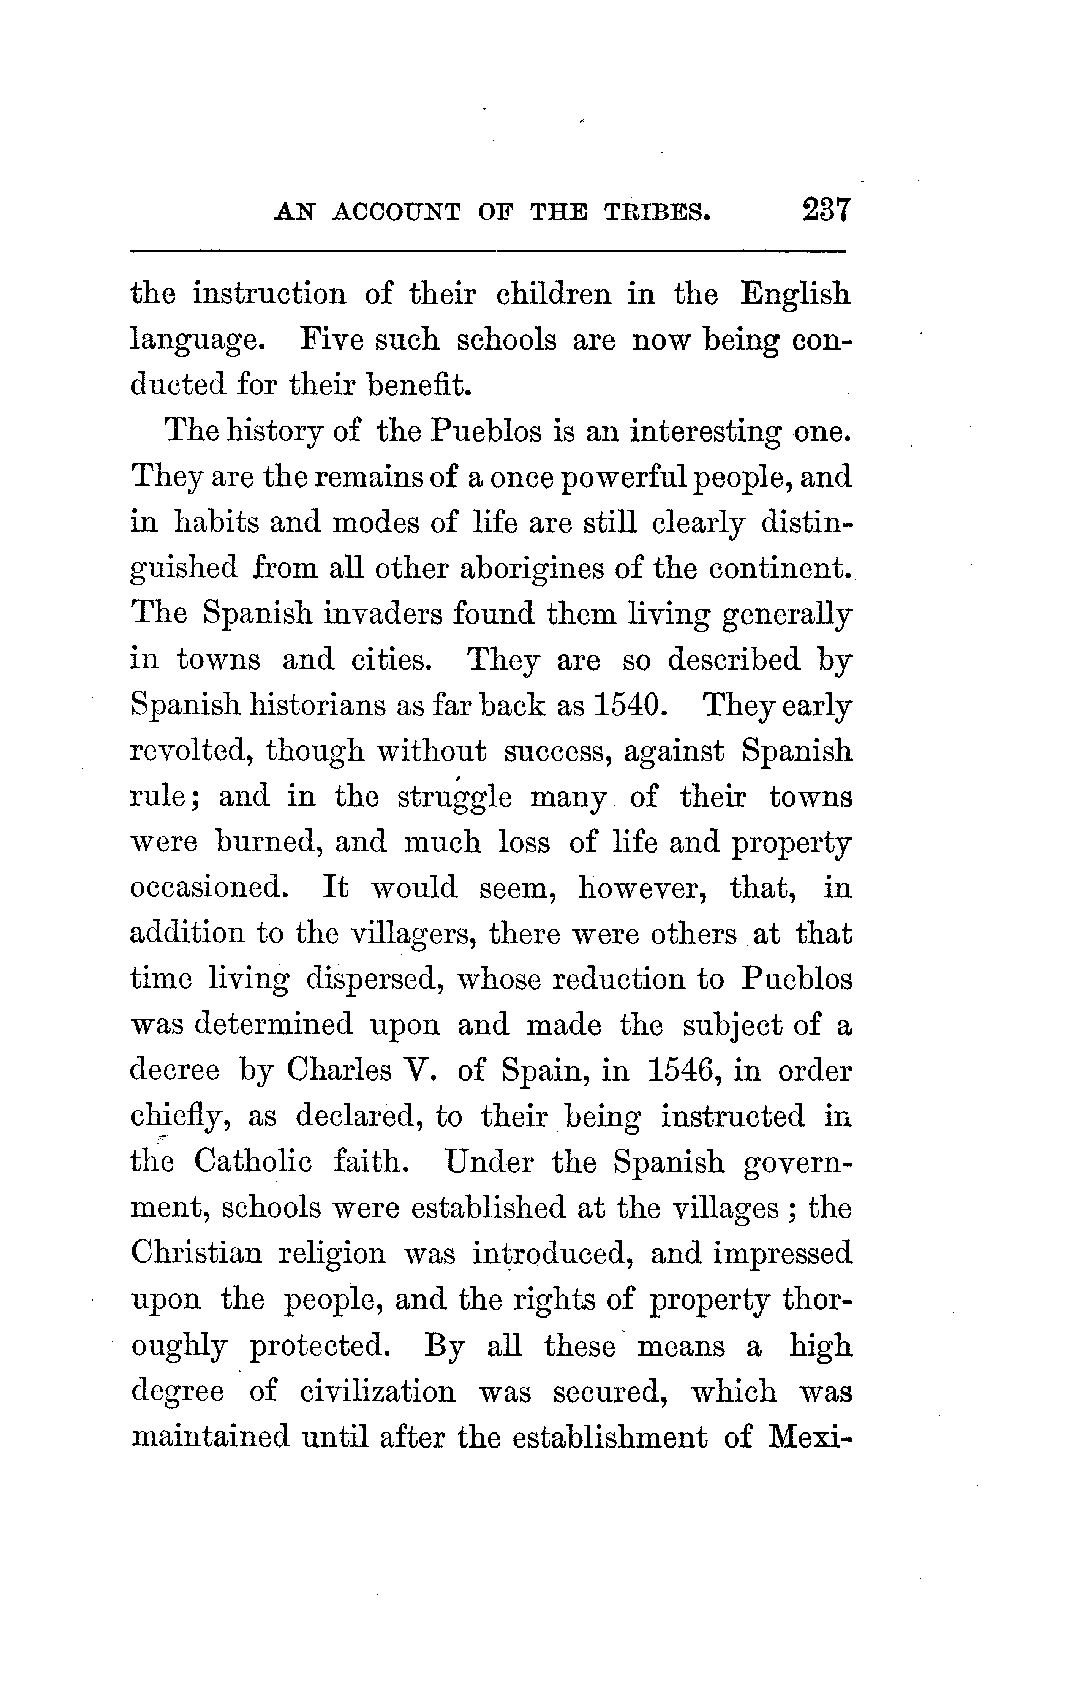 AN ACCOUNT OF THE TRIBES. 237
the instruction of their children in the English
language. Five such schools are now being con-
ducted for their benefit.
The history of the Pueblos is an interesting one.
They are the remains of a once powerful people, and
in habits and modes of life are still clearly distin-
guished from all other aborigines of the continent.
The Spanish invaders found them living generally
in towns and cities. They are so described by
Spanish historians as far back as 1540. They early
revolted, though without success, against Spanish
rule; and in the struggle many of their towns
were burned, and much loss of life and property
occasioned. It would seem, however, that, in
addition to the villagers, there were others at that
time living dispersed, whose reduction to Pueblos
was determined upon and made the subject of a
decree by Charles V. of Spain, in 1546, in order
chiefly, as declared, to their being instructed in
the Catholic faith. Under the Spanish govern-
ment, schools were established at the villages ; the
Christian religion was introduced, and impressed
upon the people, and the rights of property thor-
oughly protected. By all these means a high
degree of civilization was secured, which was
maintained until after the establishment of Mexi-